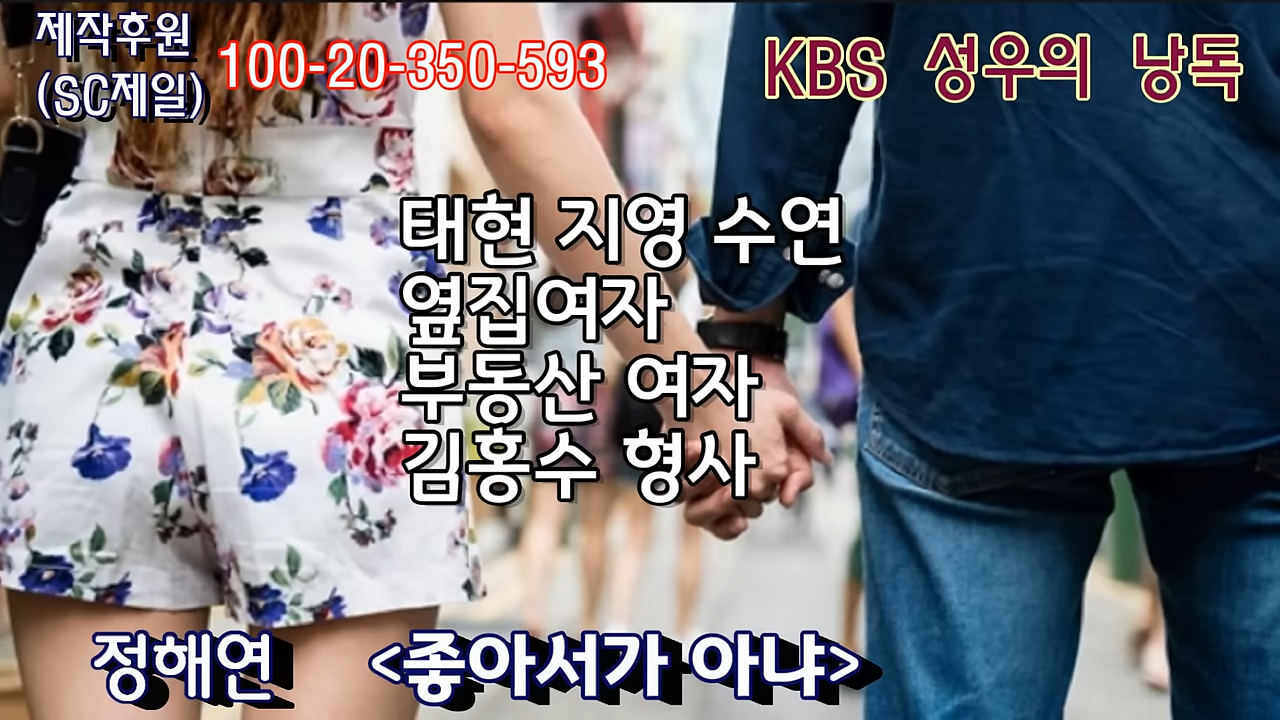 제작후원
(SC제일)
100-20-350-593
KBS 성우의 낭독
태현 지영 수연
옆집여자
부동산 여자
김홍수 형사
정해연 <좋아서가 아냐>